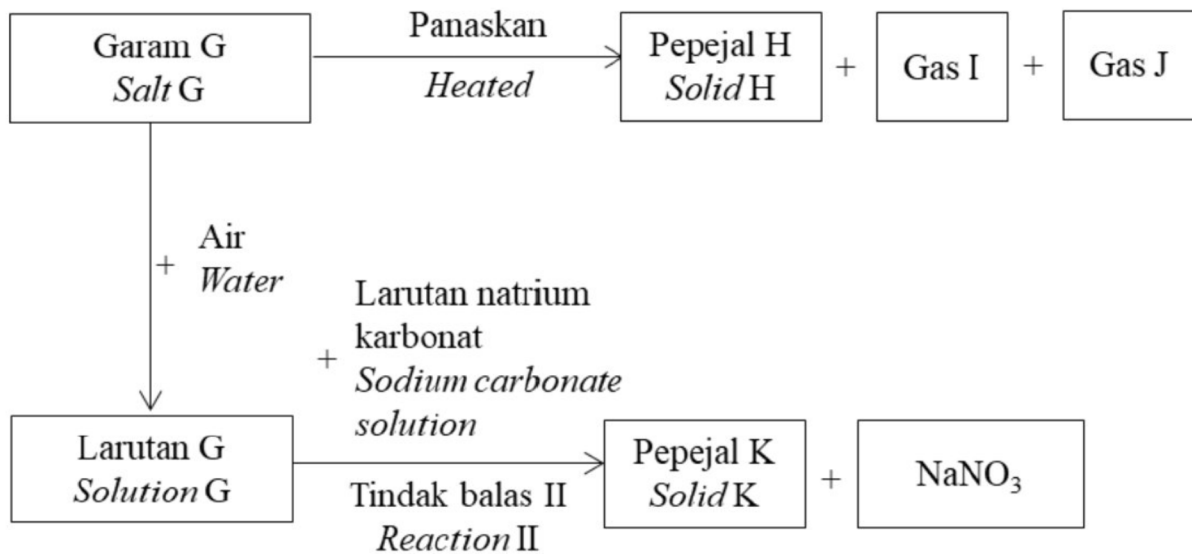 Garam G
Salt G
Panaskan
Heated
Pepejal H
Solid H
+
Gas I
+
Gas J
+
Air
Water
+
Larutan natrium
karbonat
Sodium carbonate
solution
Larutan G
Solution G
Tindak balas II
Reaction II
Pepejal K
Solid K
+
NaNO₃